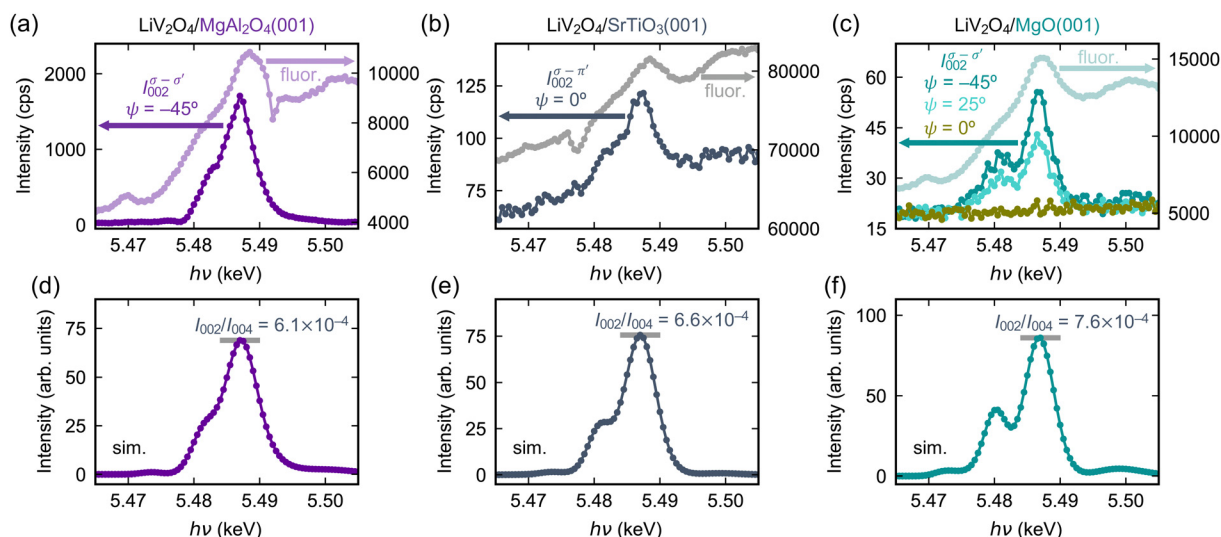 (a)
LiV₂O₄/MgAl₂O₄(001)
Intensity (cps)
2000
1000
0
10000
8000
6000
4000
I₀₀₂^{σ – σ′}
ψ = –45º
fluor.
5.47
5.48
5.49
5.50
hν (keV)
(b)
LiV₂O₄/SrTiO₃(001)
Intensity (cps)
125
100
75
80000
70000
60000
I₀₀₂^{σ – π′}
ψ = 0º
fluor.
5.47
5.48
5.49
5.50
hν (keV)
(c)
LiV₂O₄/MgO(001)
Intensity (cps)
60
45
30
15
15000
10000
5000
I₀₀₂^{σ – σ′}
ψ = –45º
ψ = 25º
ψ = 0º
fluor.
5.47
5.48
5.49
5.50
hν (keV)
(d)
Intensity (arb. units)
75
50
25
0
I₀₀₂/I₀₀₄ = 6.1×10⁻⁴
sim.
5.47
5.48
5.49
5.50
hν (keV)
(e)
Intensity (arb. units)
75
50
25
0
I₀₀₂/I₀₀₄ = 6.6×10⁻⁴
sim.
5.47
5.48
5.49
5.50
hν (keV)
(f)
Intensity (arb. units)
100
50
0
I₀₀₂/I₀₀₄ = 7.6×10⁻⁴
sim.
5.47
5.48
5.49
5.50
hν (keV)